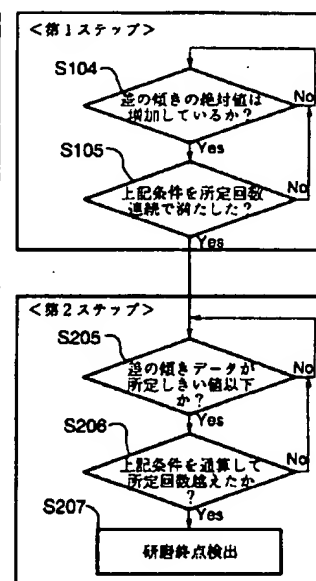 <第1ステップ>
S104
差の傾きの絶対値は
増加しているか?
No
Yes
S105
上記条件を所定回数
連続で満たした?
No
Yes
<第2ステップ>
S205
差の傾きデータが
所定しきい値以下
か?
No
Yes
S206
上記条件を通算して
所定回数越えたか
?
No
Yes
S207
研磨終点検出